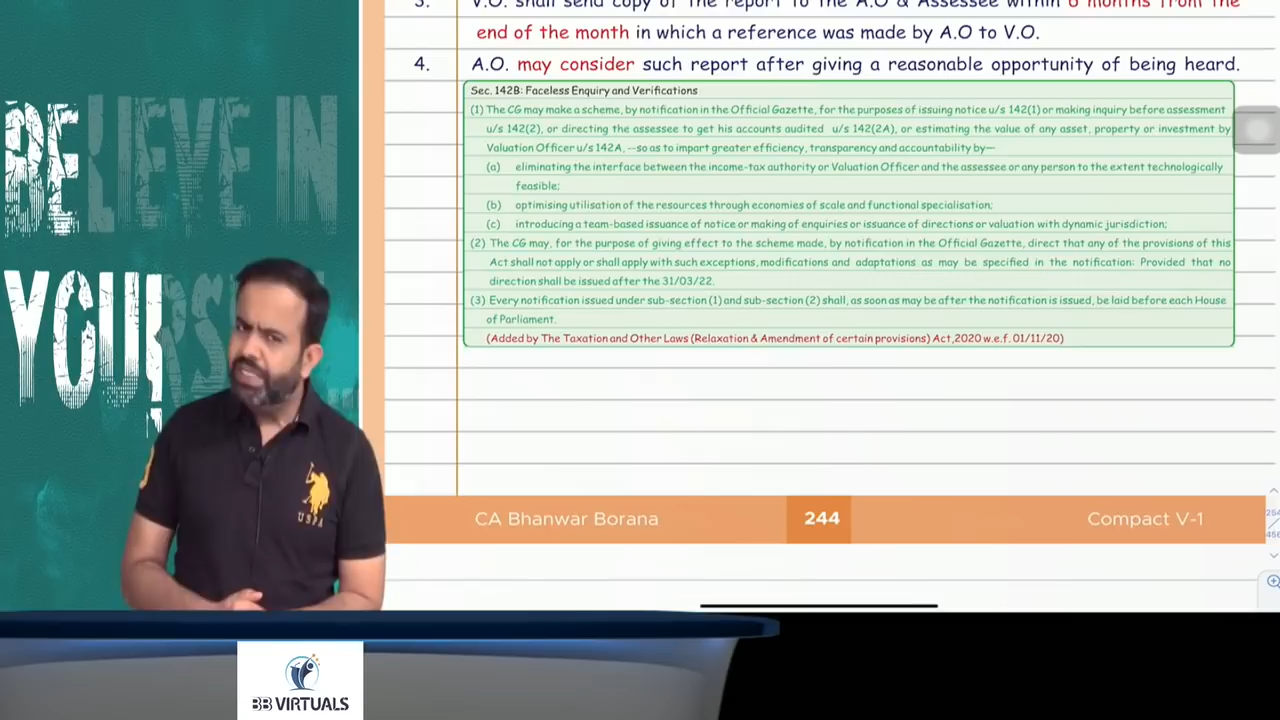 BELIEVE IN
YOURS
3. V.O. shall send copy of the report to the A.O & Assessee within 6 months from the
end of the month in which a reference was made by A.O to V.O.
4. A.O. may consider such report after giving a reasonable opportunity of being heard.
Sec. 142B: Faceless Enquiry and Verifications
(1) The CG may make a scheme, by notification in the Official Gazette, for the purposes of issuing notice u/s 142(1) or making inquiry before assessment
u/s 142(2), or directing the assessee to get his accounts audited u/s 142(2A), or estimating the value of any asset, property or investment by
Valuation Officer u/s 142A, --so as to impart greater efficiency, transparency and accountability by—
(a) eliminating the interface between the income-tax authority or Valuation Officer and the assessee or any person to the extent technologically
feasible;
(b) optimising utilisation of the resources through economies of scale and functional specialisation;
(c) introducing a team-based issuance of notice or making of enquiries or issuance of directions or valuation with dynamic jurisdiction;
(2) The CG may, for the purpose of giving effect to the scheme made, by notification in the Official Gazette, direct that any of the provisions of this
Act shall not apply or shall apply with such exceptions, modifications and adaptations as may be specified in the notification: Provided that no
direction shall be issued after the 31/03/22.
(3) Every notification issued under sub-section (1) and sub-section (2) shall, as soon as may be after the notification is issued, be laid before each House
of Parliament.
(Added by The Taxation and Other Laws (Relaxation & Amendment of certain provisions) Act,2020 w.e.f. 01/11/20)
USPA
CA Bhanwar Borana 244 Compact V-1
BB VIRTUALS